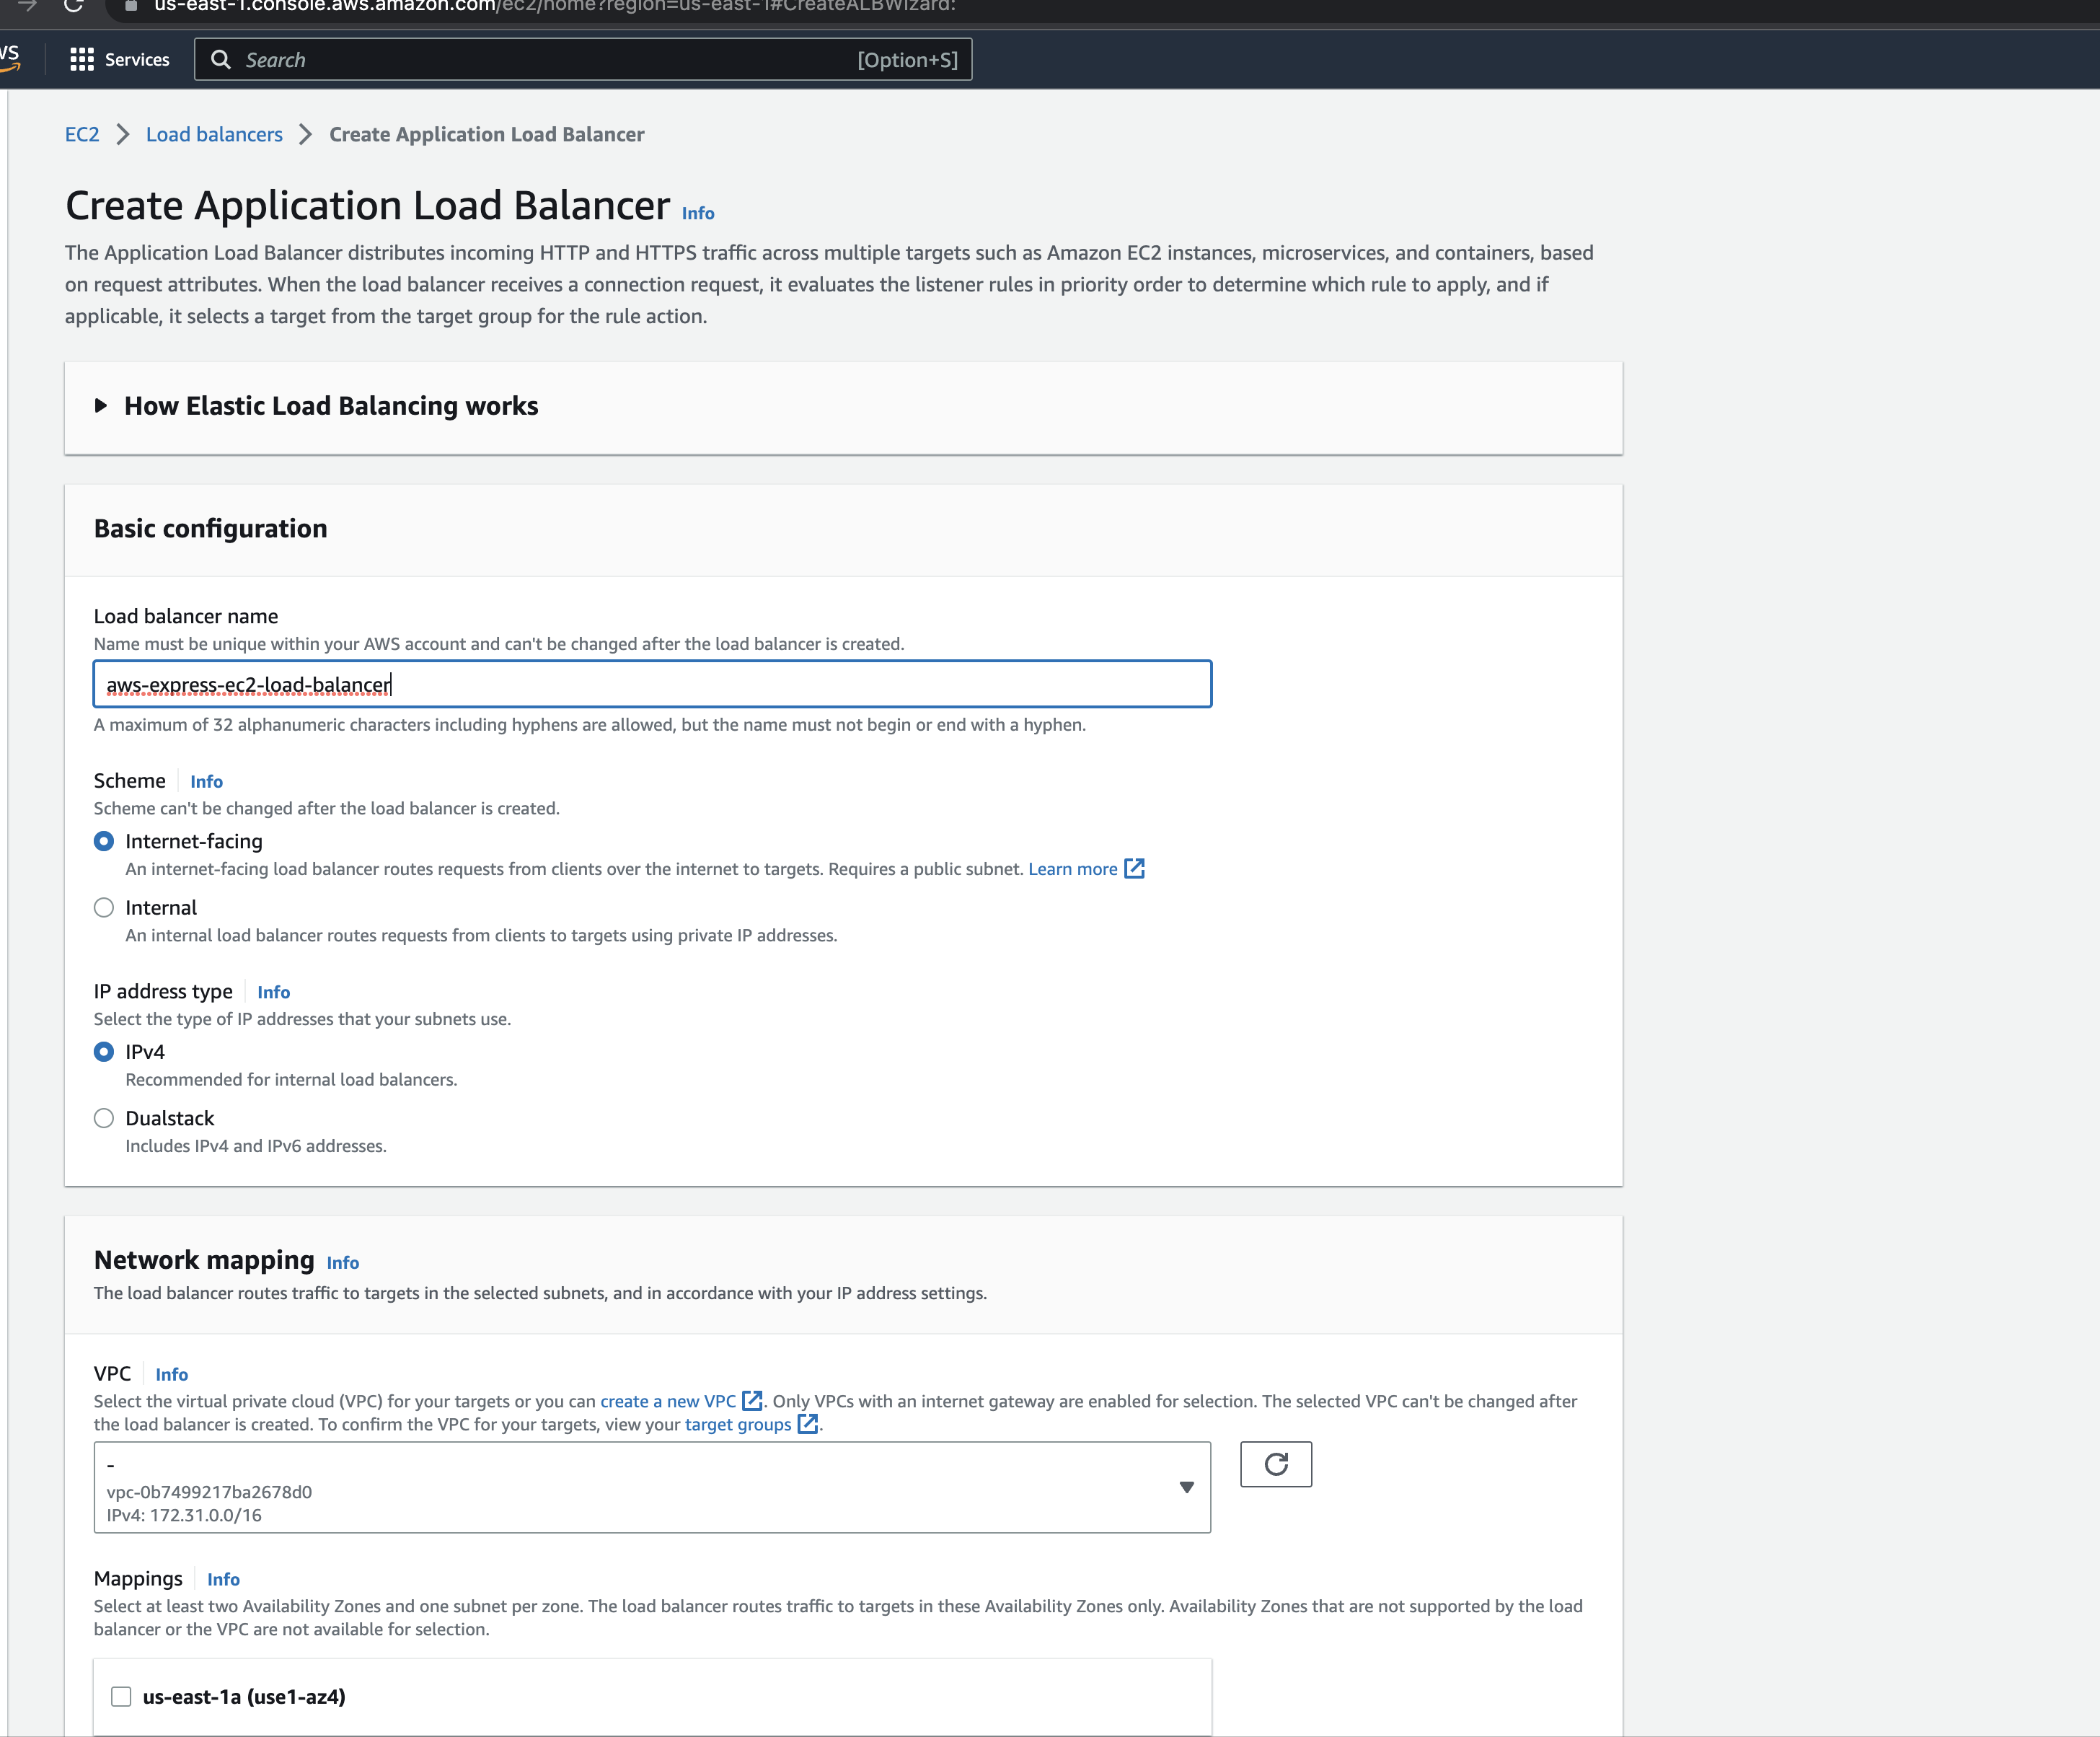 us-east-1.console.aws.amazon.com/ec2/home?region=us-east-1#CreateALBWizard:
Services
Search
[Option+S]
EC2 > Load balancers > Create Application Load Balancer
Create Application Load Balancer Info
The Application Load Balancer distributes incoming HTTP and HTTPS traffic across multiple targets such as Amazon EC2 instances, microservices, and containers, based
on request attributes. When the load balancer receives a connection request, it evaluates the listener rules in priority order to determine which rule to apply, and if
applicable, it selects a target from the target group for the rule action.
How Elastic Load Balancing works
Basic configuration
Load balancer name
Name must be unique within your AWS account and can't be changed after the load balancer is created.
aws-express-ec2-load-balancer
A maximum of 32 alphanumeric characters including hyphens are allowed, but the name must not begin or end with a hyphen.
Scheme Info
Scheme can't be changed after the load balancer is created.
Internet-facing
An internet-facing load balancer routes requests from clients over the internet to targets. Requires a public subnet. Learn more
Internal
An internal load balancer routes requests from clients to targets using private IP addresses.
IP address type Info
Select the type of IP addresses that your subnets use.
IPv4
Recommended for internal load balancers.
Dualstack
Includes IPv4 and IPv6 addresses.
Network mapping Info
The load balancer routes traffic to targets in the selected subnets, and in accordance with your IP address settings.
VPC Info
Select the virtual private cloud (VPC) for your targets or you can create a new VPC. Only VPCs with an internet gateway are enabled for selection. The selected VPC can't be changed after
the load balancer is created. To confirm the VPC for your targets, view your target groups.
-
vpc-0b7499217ba2678d0
IPv4: 172.31.0.0/16
Mappings Info
Select at least two Availability Zones and one subnet per zone. The load balancer routes traffic to targets in these Availability Zones only. Availability Zones that are not supported by the load
balancer or the VPC are not available for selection.
us-east-1a (use1-az4)